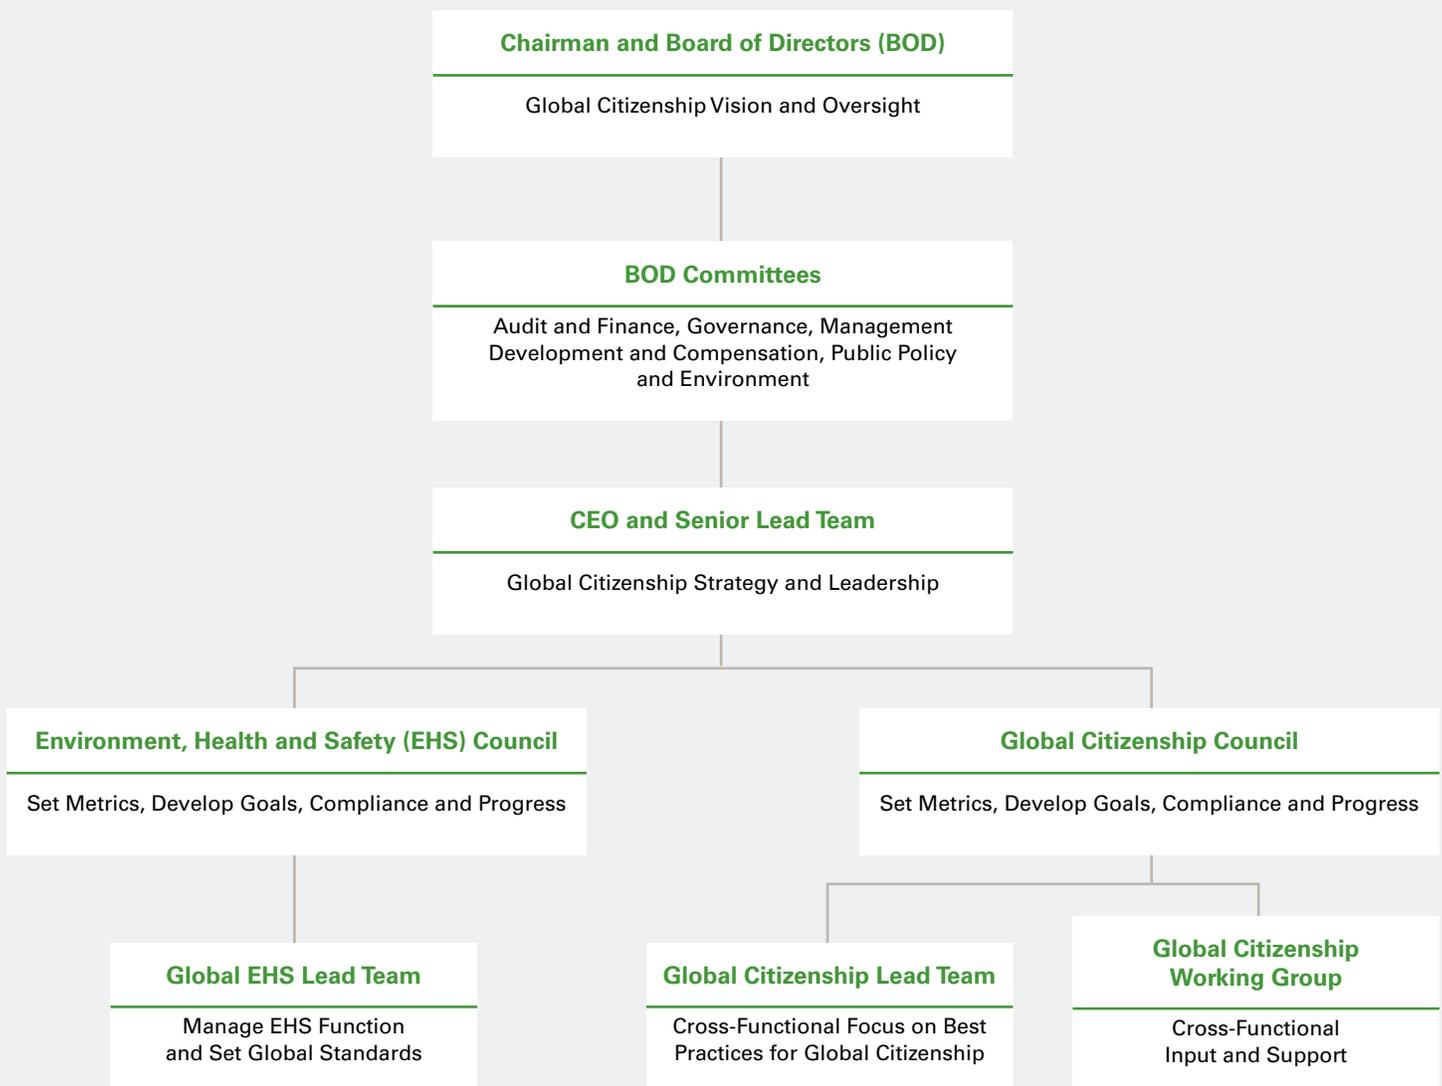 Chairman and Board of Directors (BOD)
Global Citizenship Vision and Oversight
BOD Committees
Audit and Finance, Governance, Management
Development and Compensation, Public Policy
and Environment
CEO and Senior Lead Team
Global Citizenship Strategy and Leadership
Environment, Health and Safety (EHS) Council
Set Metrics, Develop Goals, Compliance and Progress
Global Citizenship Council
Set Metrics, Develop Goals, Compliance and Progress
Global EHS Lead Team
Manage EHS Function
and Set Global Standards
Global Citizenship Lead Team
Cross-Functional Focus on Best
Practices for Global Citizenship
Global Citizenship
Working Group
Cross-Functional
Input and Support